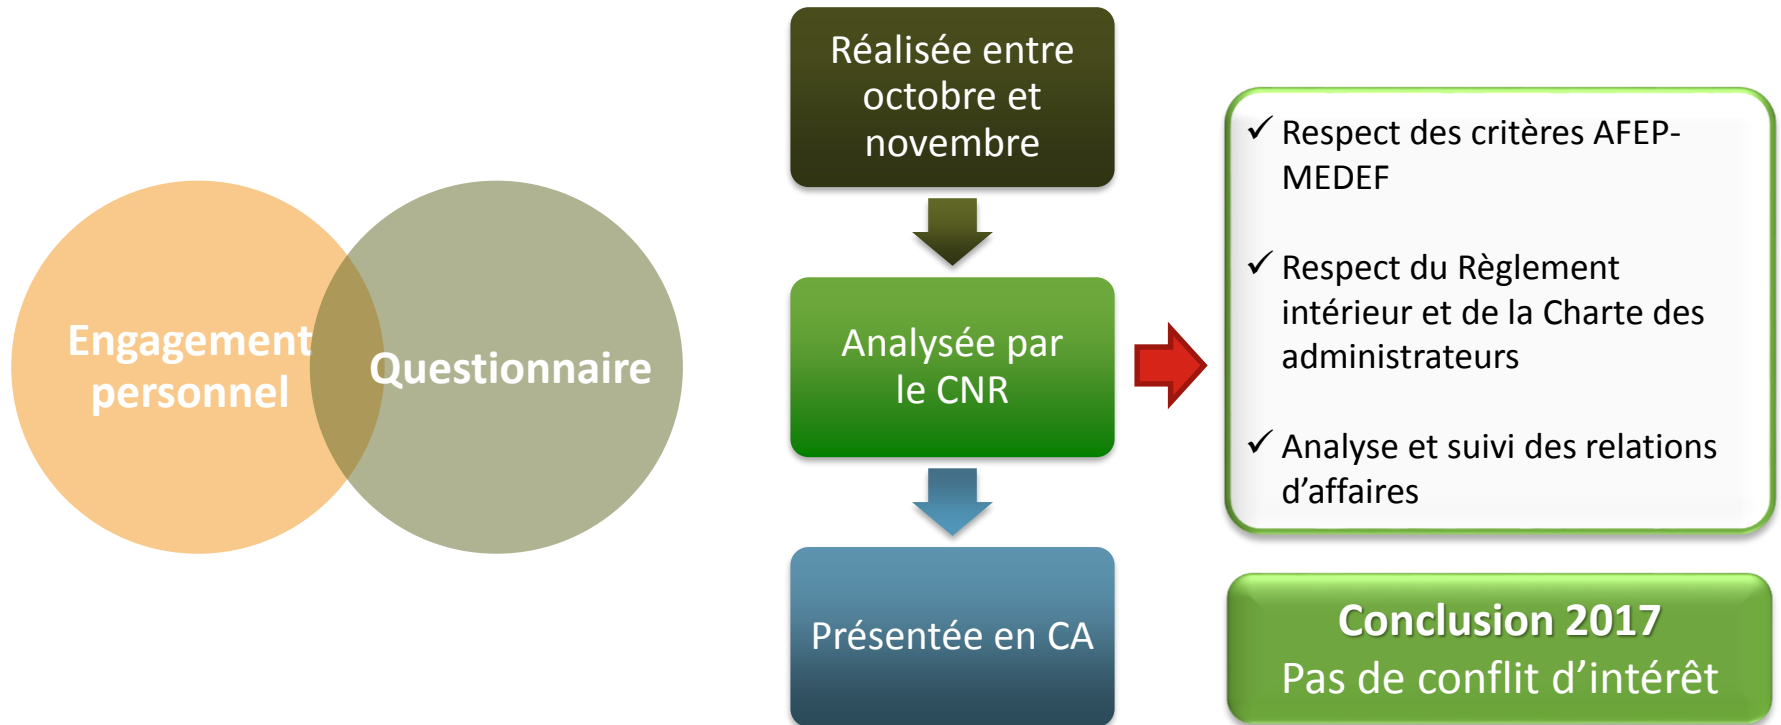 Engagement
personnel
Questionnaire
Réalisée entre
octobre et
novembre
Analysée par
le CNR
Présentée en CA
✓ Respect des critères AFEP-
MEDEF
✓ Respect du Règlement
intérieur et de la Charte des
administrateurs
✓ Analyse et suivi des relations
d’affaires
Conclusion 2017
Pas de conflit d’intérêt